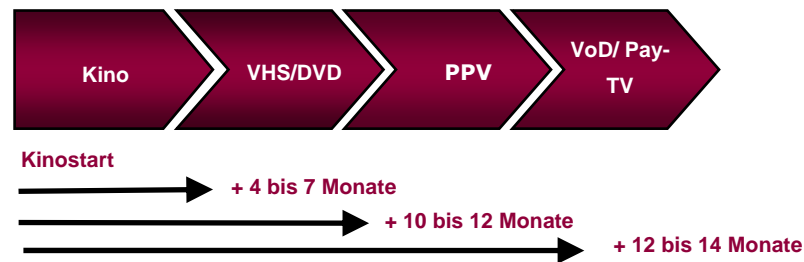 Kino
VHS/DVD
PPV
VoD/ Pay-
TV
Kinostart
+ 4 bis 7 Monate
+ 10 bis 12 Monate
+ 12 bis 14 Monate